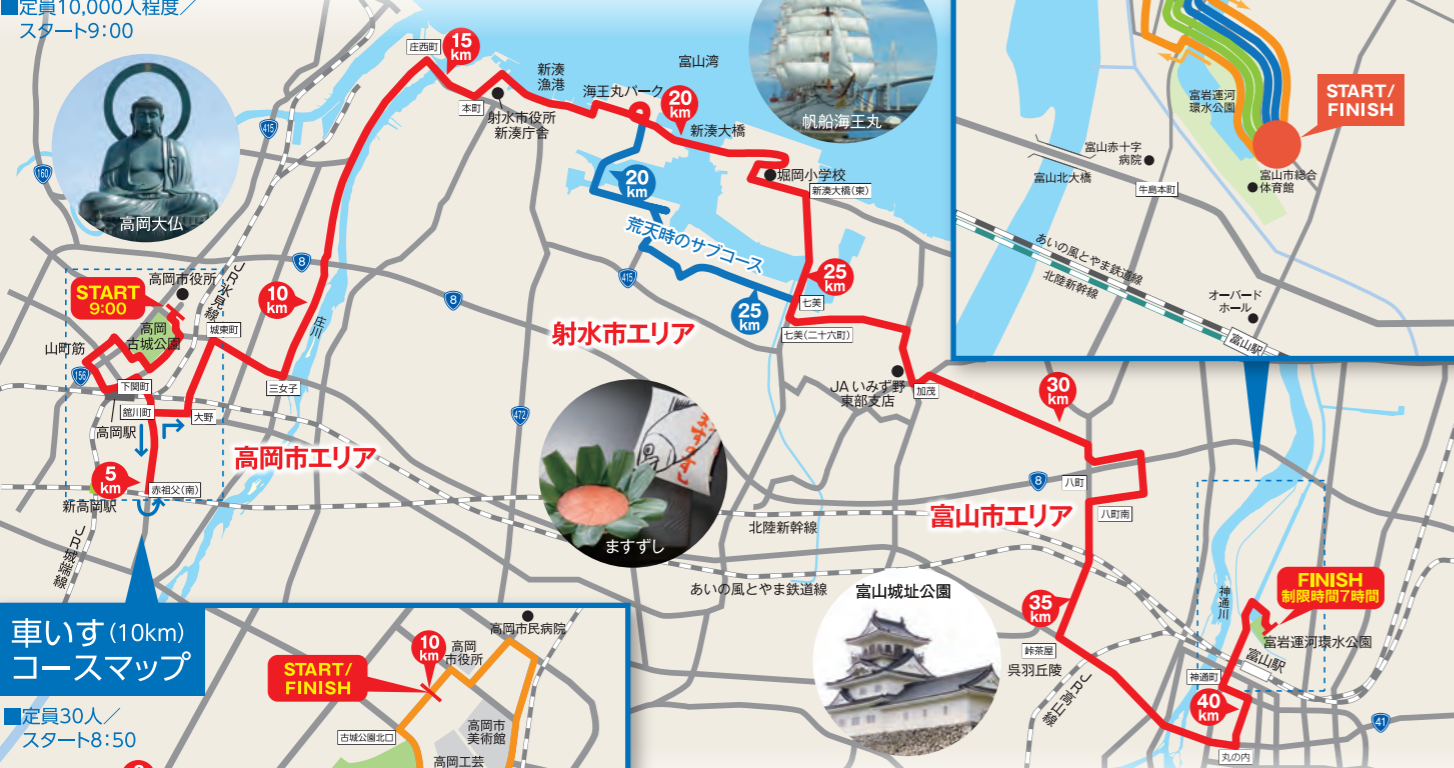 ■定員10,000人程度／
スタート9：00
高岡大仏
160
415
庄西町
15
km
本町
射水市役所
新湊庁舎
新湊
漁港
海王丸パーク
富山湾
20
km
新湊大橋
帆船海王丸
堀岡小学校
新湊大橋（東）
20
km
荒天時のサブコース
415
25
km
25
km
七美
七美（二十六町）
8
8
10
km
庄川
START
9:00
高岡市役所
高岡
古城公園
JR氷見線
城東町
山町筋
156
下関町
舘川町
高岡駅
大野
三女子
5
km
赤祖父（南）
新高岡駅
JR城端線
高岡市エリア
射水市エリア
472
ますのすし
ますずし
JA いみず野
東部支店
加茂
30
km
8
八町
八町南
富山市エリア
北陸新幹線
あいの風とやま鉄道線
富山城址公園
35
km
峠茶屋
呉羽丘陵
JR高山線
神通川
FINISH
制限時間7時間
富岩運河環水公園
富山駅
神通町
40
km
丸の内
41
富岩運河
環水公園
START/
FINISH
富山赤十字
病院
富山北大橋
牛島本町
富山市総合
体育館
あいの風とやま鉄道線
北陸新幹線
オーバード
ホール
富山駅
車いす（10km）
コースマップ
■定員30人／
スタート8：50
START/
FINISH
10
km
高岡
市役所
高岡市民病院
古城公園北口
高岡市
美術館
高岡工芸